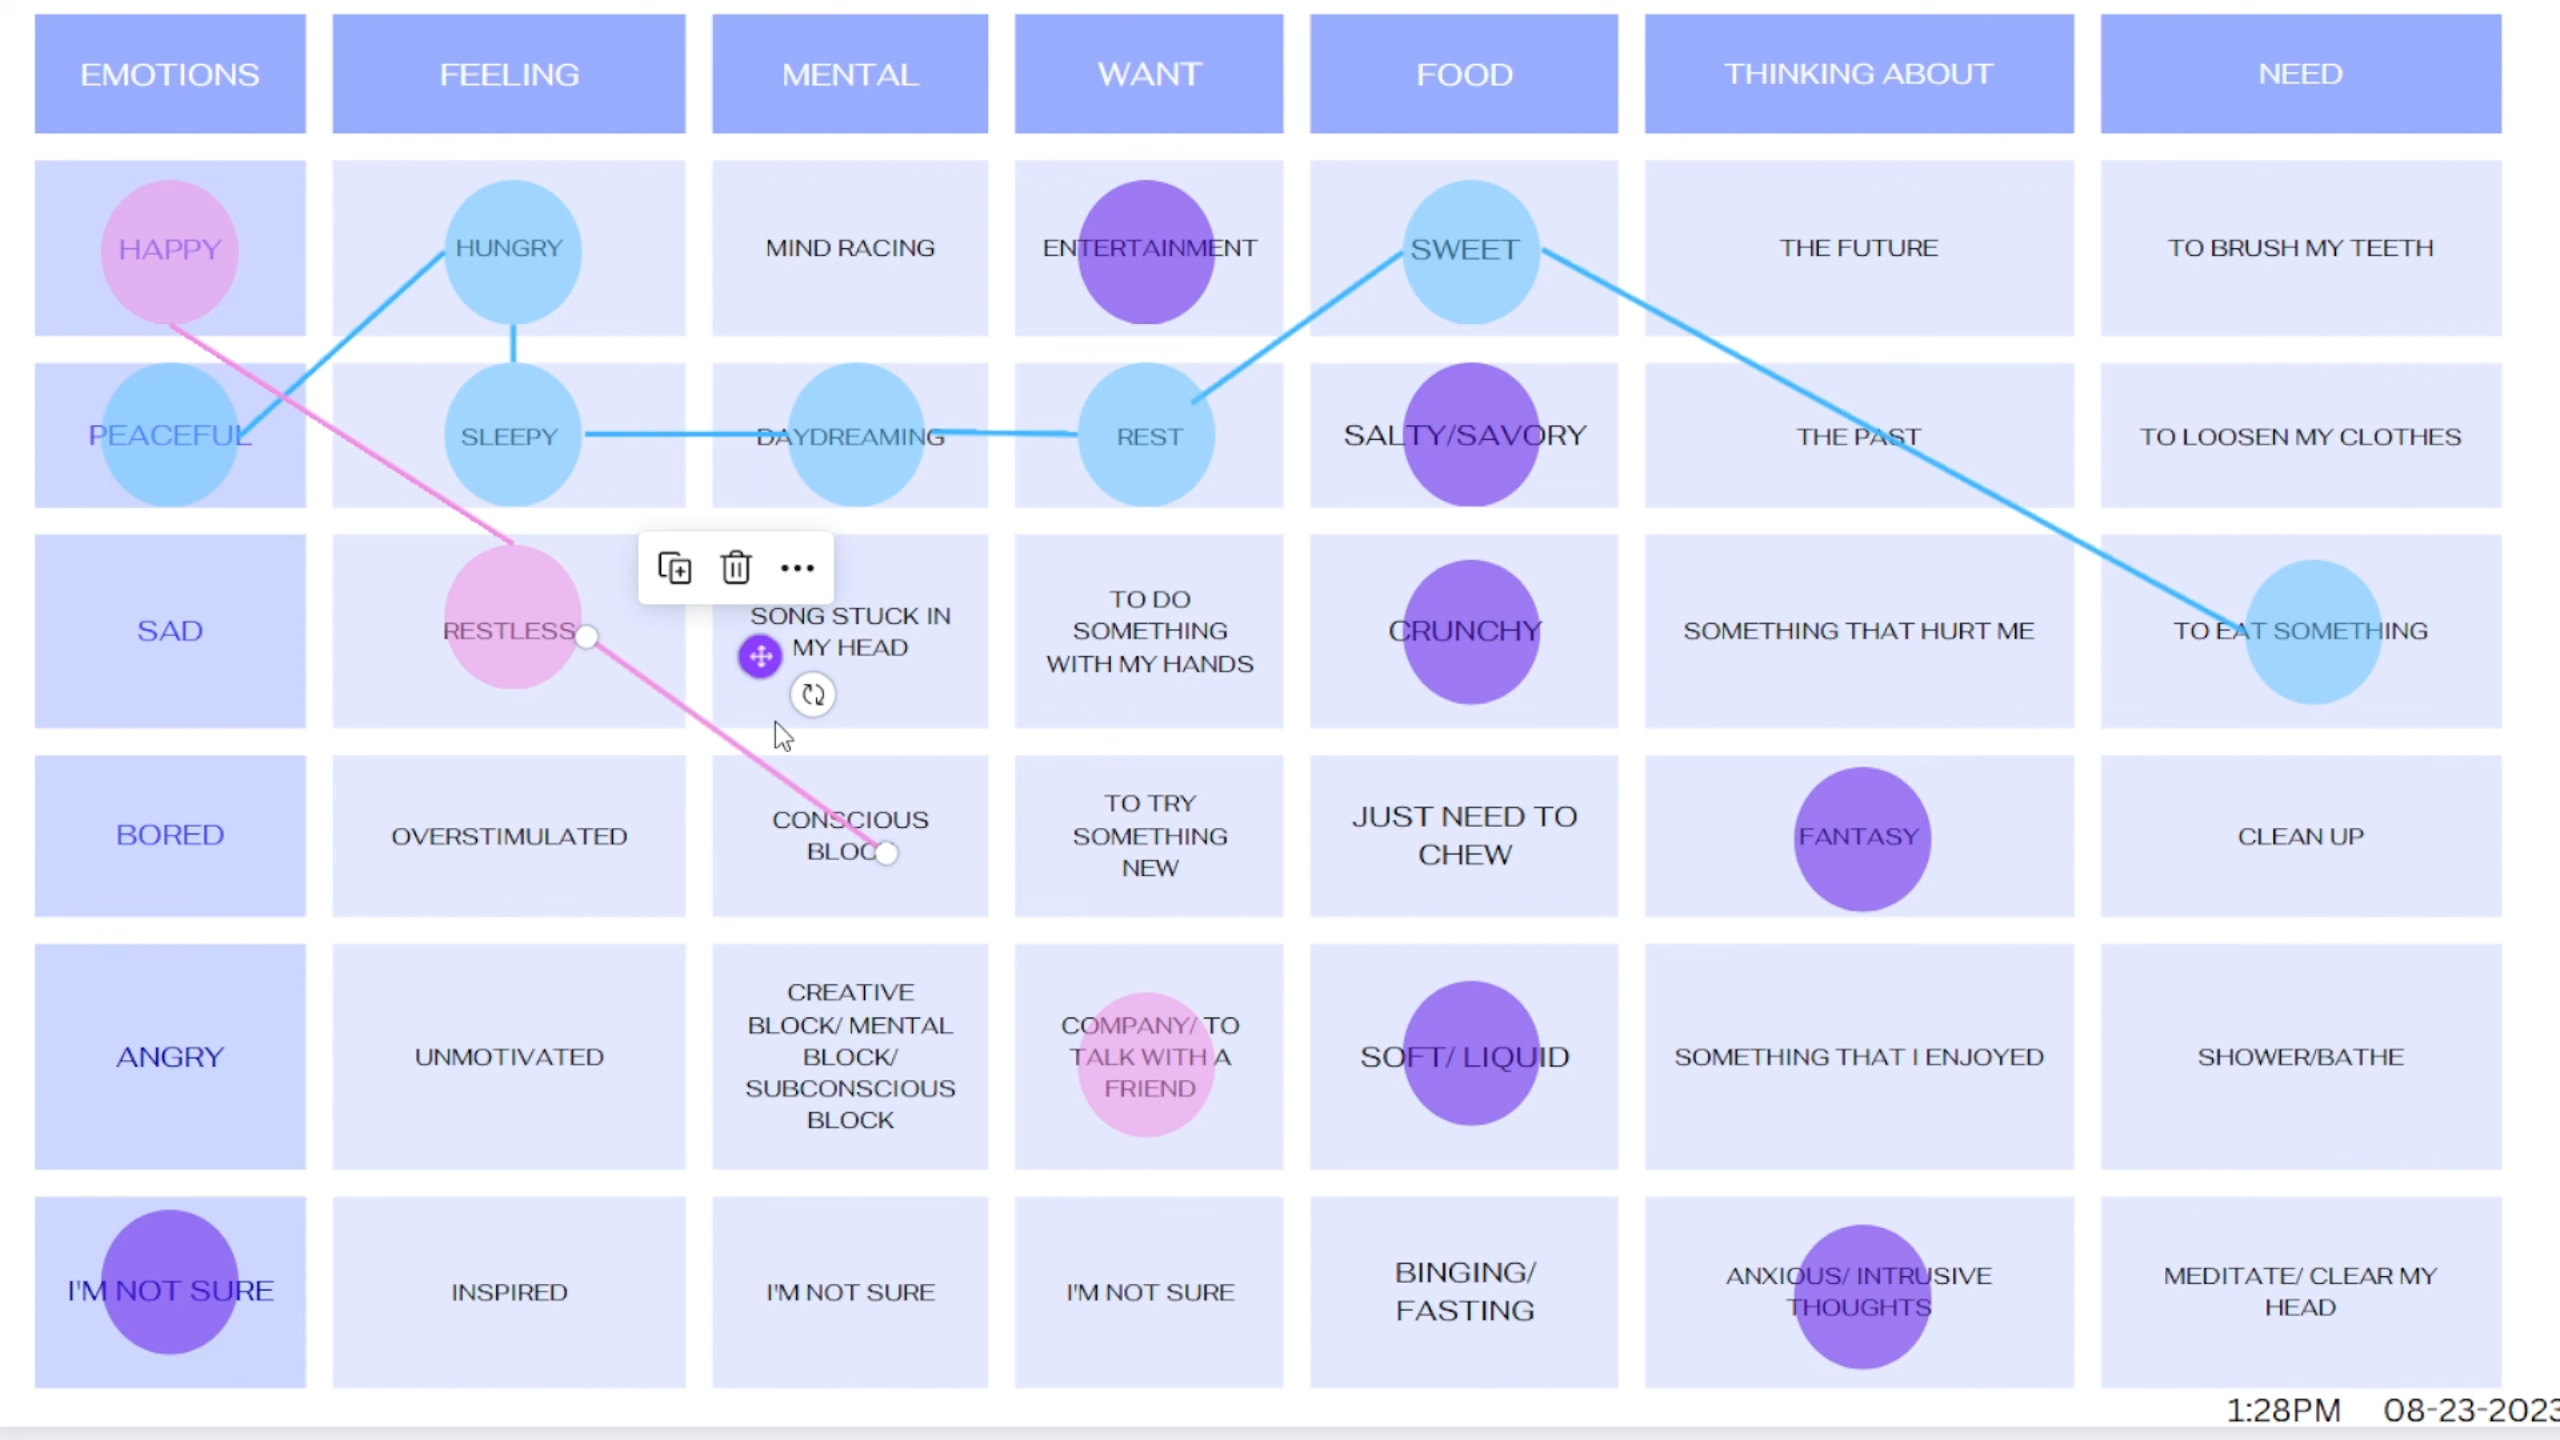 EMOTIONS
FEELING
MENTAL
WANT
FOOD
THINKING ABOUT
NEED
HAPPY
HUNGRY
MIND RACING
ENTERTAINMENT
SWEET
THE FUTURE
TO BRUSH MY TEETH
PEACEFUL
SLEEPY
DAYDREAMING
REST
SALTY/SAVORY
THE PAST
TO LOOSEN MY CLOTHES
SAD
RESTLESS
SONG STUCK IN
MY HEAD
TO DO
SOMETHING
WITH MY HANDS
CRUNCHY
SOMETHING THAT HURT ME
TO EAT SOMETHING
BORED
OVERSTIMULATED
CONSCIOUS
BLOCK
TO TRY
SOMETHING
NEW
JUST NEED TO
CHEW
FANTASY
CLEAN UP
ANGRY
UNMOTIVATED
CREATIVE
BLOCK/ MENTAL
BLOCK/
SUBCONSCIOUS
BLOCK
COMPANY/ TO
TALK WITH A
FRIEND
SOFT/ LIQUID
SOMETHING THAT I ENJOYED
SHOWER/BATHE
I'M NOT SURE
INSPIRED
I'M NOT SURE
I'M NOT SURE
BINGING/
FASTING
ANXIOUS/ INTRUSIVE
THOUGHTS
MEDITATE/ CLEAR MY
HEAD
1:28PM 08-23-2023